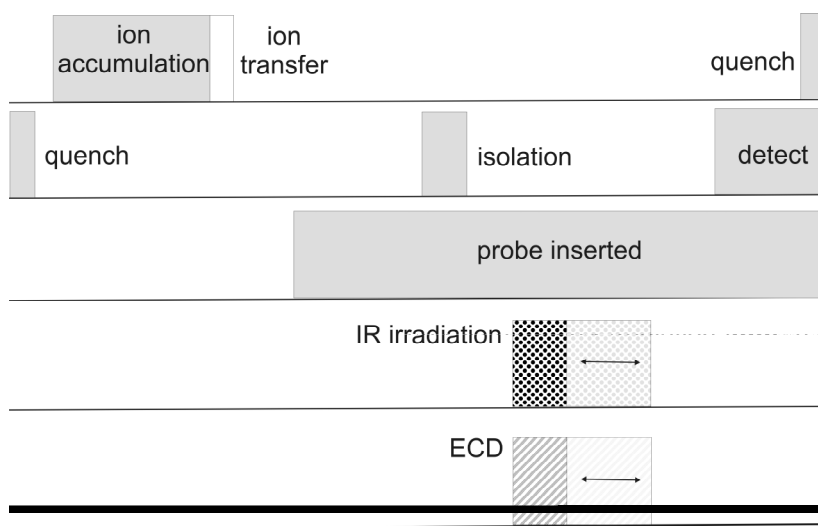 ion
accumulation
ion
transfer
quench
quench
isolation
detect
probe inserted
IR irradiation
ECD